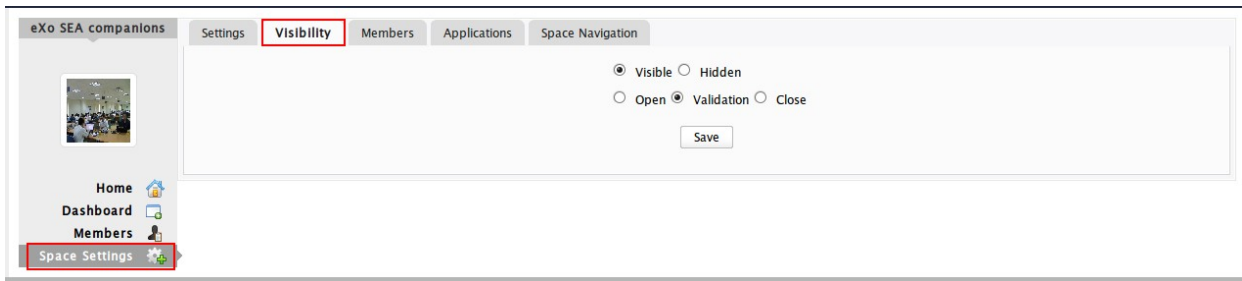 eXo SEA companions
Settings Visibility Members Applications Space Navigation
Visible Hidden
Open Validation Close
Save
Home
Dashboard
Members
Space Settings